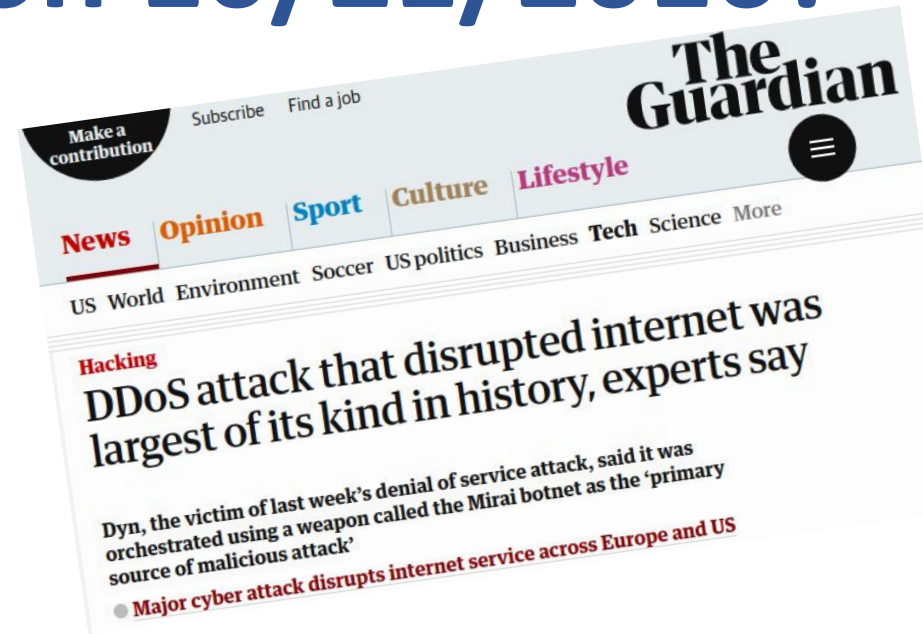 Make a
contribution
Subscribe Find a job
The
Guardian
News Opinion Sport Culture Lifestyle
US World Environment Soccer US politics Business Tech Science More
Hacking
DDoS attack that disrupted internet was
largest of its kind in history, experts say
Dyn, the victim of last week's denial of service attack, said it was
orchestrated using a weapon called the Mirai botnet as the ‘primary
source of malicious attack’
Major cyber attack disrupts internet service across Europe and US